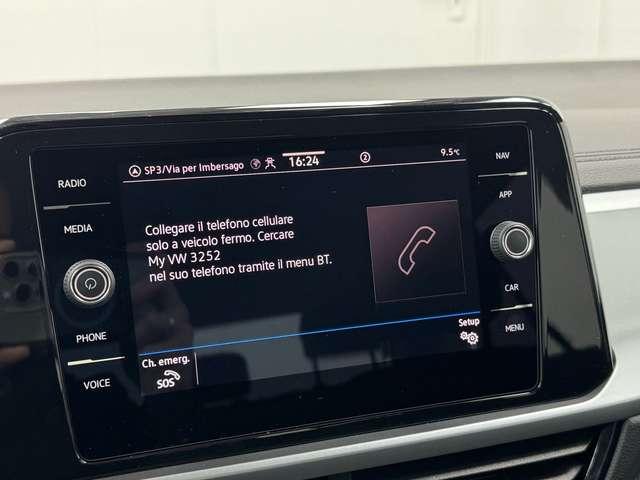 RADIO
MEDIA
PHONE
VOICE
SP3/Via per Imbersago
16:24
2
9.5°C
Collegare il telefono cellulare
solo a veicolo fermo. Cercare
My VW 3252
nel suo telefono tramite il menu BT.
Setup
Ch. emerg.
SOS
NAV
APP
CAR
MENU